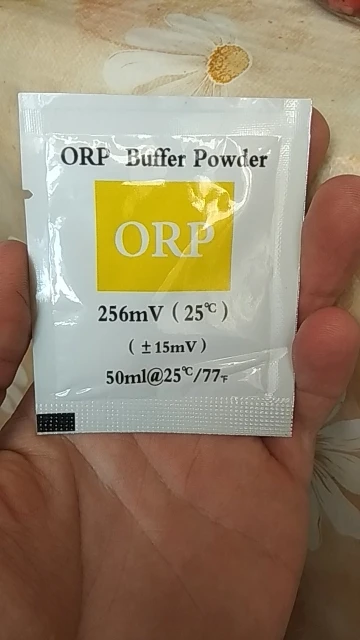 ORP Buffer Powder
ORP
256mV ( 25℃ )
( ±15mV )
50ml@25℃/77℉